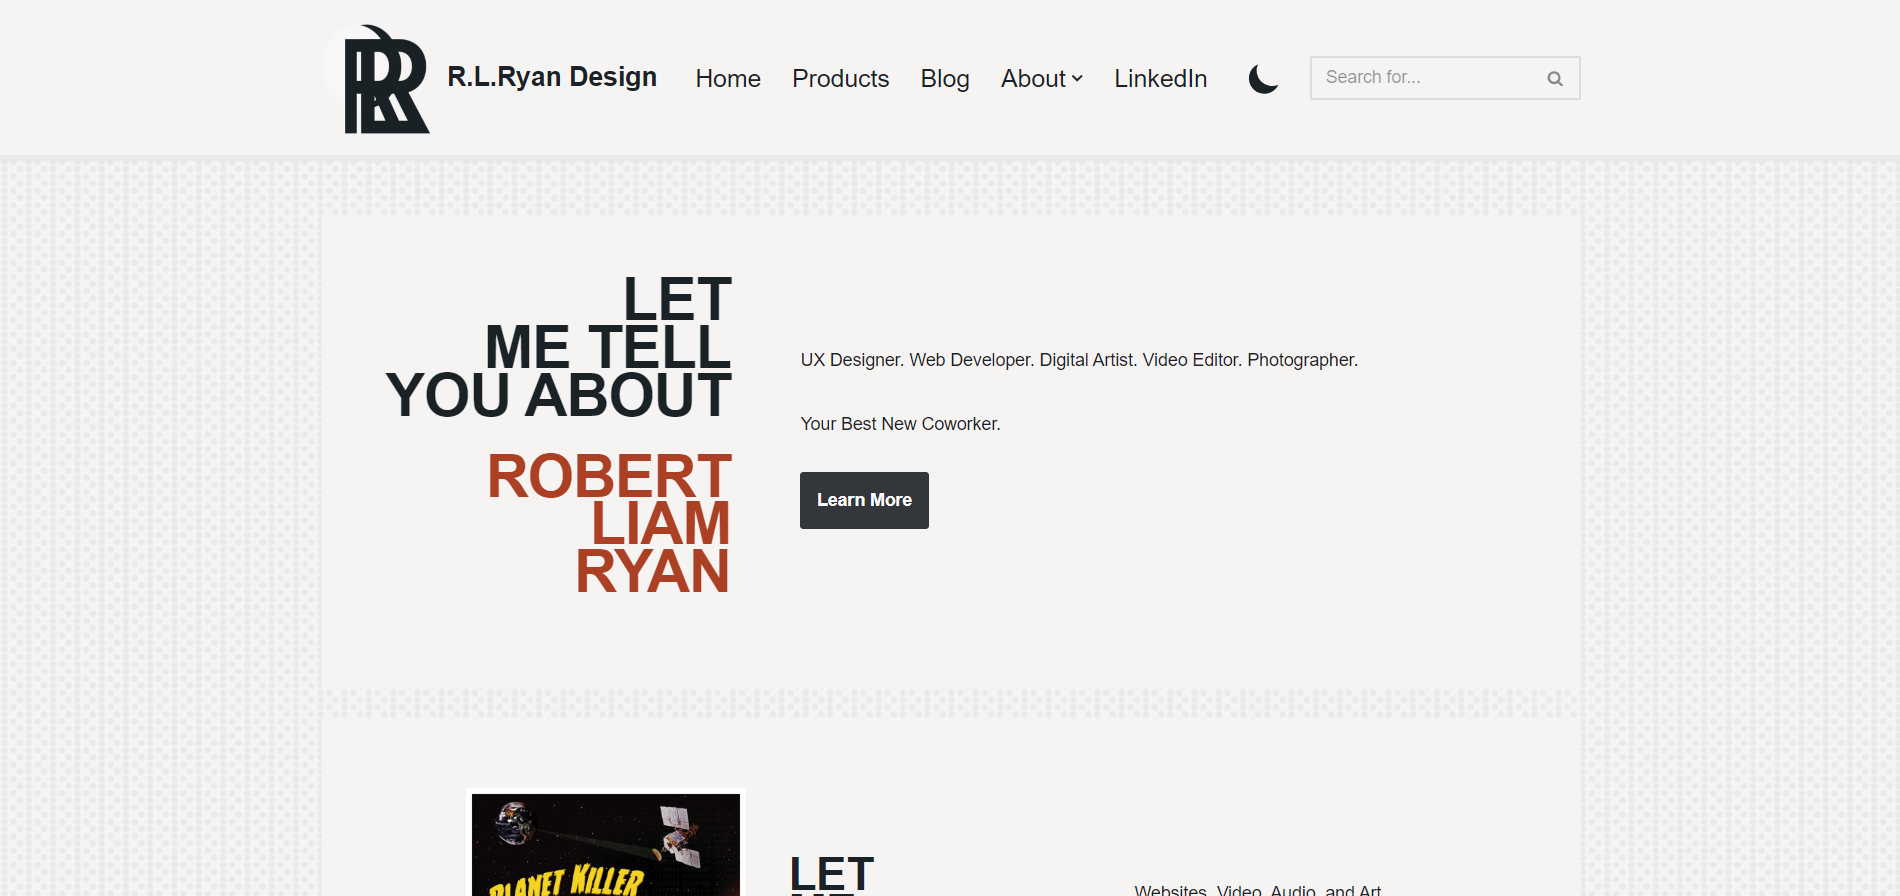 R.L.Ryan Design
Home
Products
Blog
About
LinkedIn
Search for...
LET
ME TELL
YOU ABOUT
ROBERT
LIAM
RYAN
UX Designer. Web Developer. Digital Artist. Video Editor. Photographer.
Your Best New Coworker.
Learn More
PLANET KILLER
LET
ME
Websites, Video, Audio, and Art